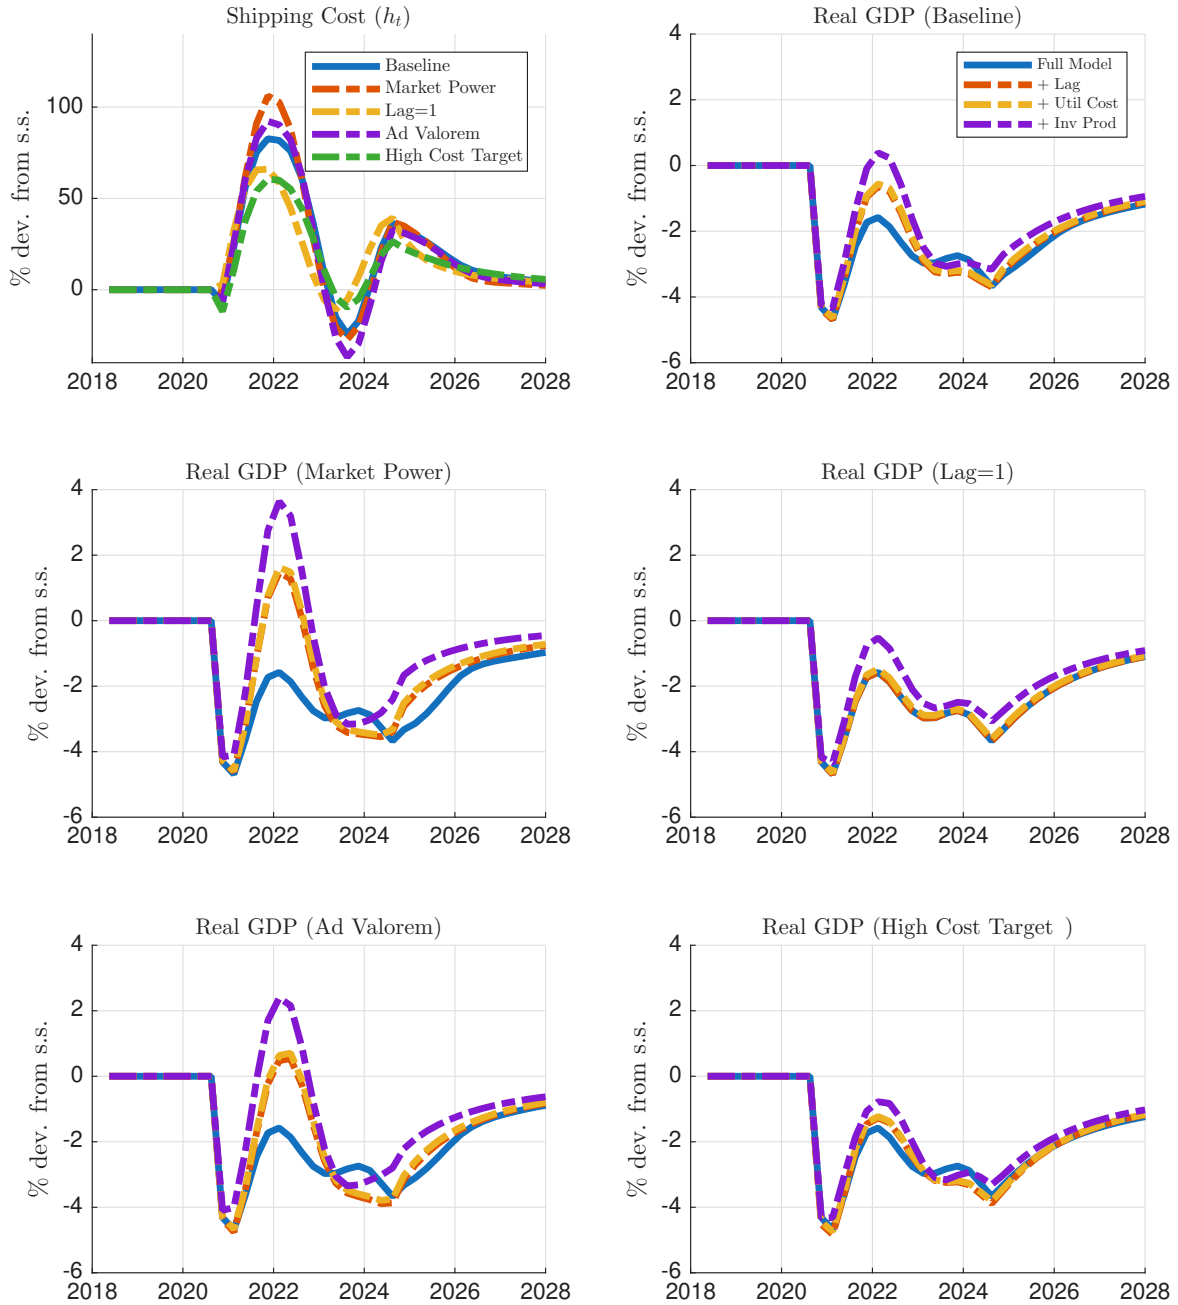 Shipping Cost (h_t)
% dev. from s.s.
100
50
0
Baseline
Market Power
Lag=1
Ad Valorem
High Cost Target
2018 2020 2022 2024 2026 2028
Real GDP (Baseline)
% dev. from s.s.
4
2
0
-2
-4
-6
Full Model
+ Lag
+ Util Cost
+ Inv Prod
2018 2020 2022 2024 2026 2028
Real GDP (Market Power)
% dev. from s.s.
4
2
0
-2
-4
-6
2018 2020 2022 2024 2026 2028
Real GDP (Lag=1)
% dev. from s.s.
4
2
0
-2
-4
-6
2018 2020 2022 2024 2026 2028
Real GDP (Ad Valorem)
% dev. from s.s.
4
2
0
-2
-4
-6
2018 2020 2022 2024 2026 2028
Real GDP (High Cost Target )
% dev. from s.s.
4
2
0
-2
-4
-6
2018 2020 2022 2024 2026 2028